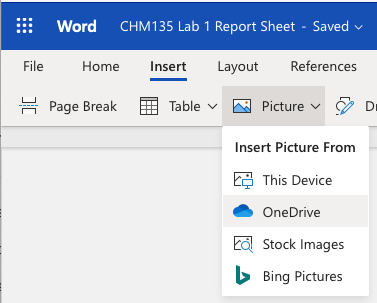 Word CHM135 Lab 1 Report Sheet - Saved
File Home Insert Layout References
Page Break Table Picture
Insert Picture From
This Device
OneDrive
Stock Images
Bing Pictures